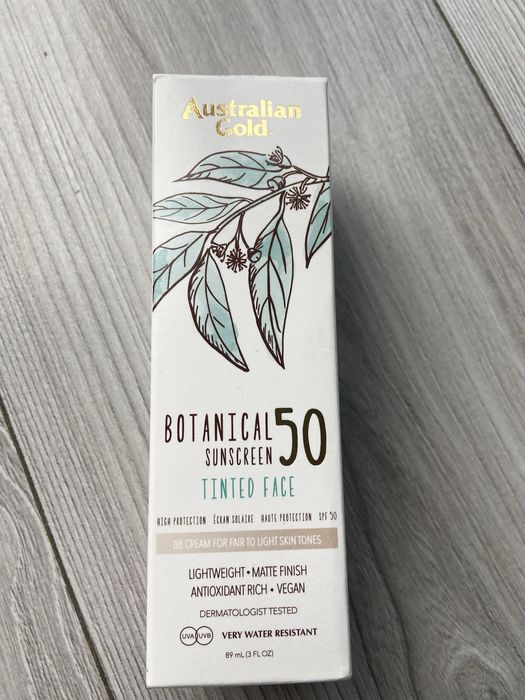 Australian
Gold.
BOTANICAL 50
SUNSCREEN
TINTED FACE
HIGH PROTECTION ÉCRAN SOLAIRE HAUTE PROTECTION SPF 50
BB CREAM FOR FAIR TO LIGHT SKIN TONES
LIGHTWEIGHT • MATTE FINISH
ANTIOXIDANT RICH • VEGAN
DERMATOLOGIST TESTED
UVA UVB VERY WATER RESISTANT
89 mL (3 FL OZ)